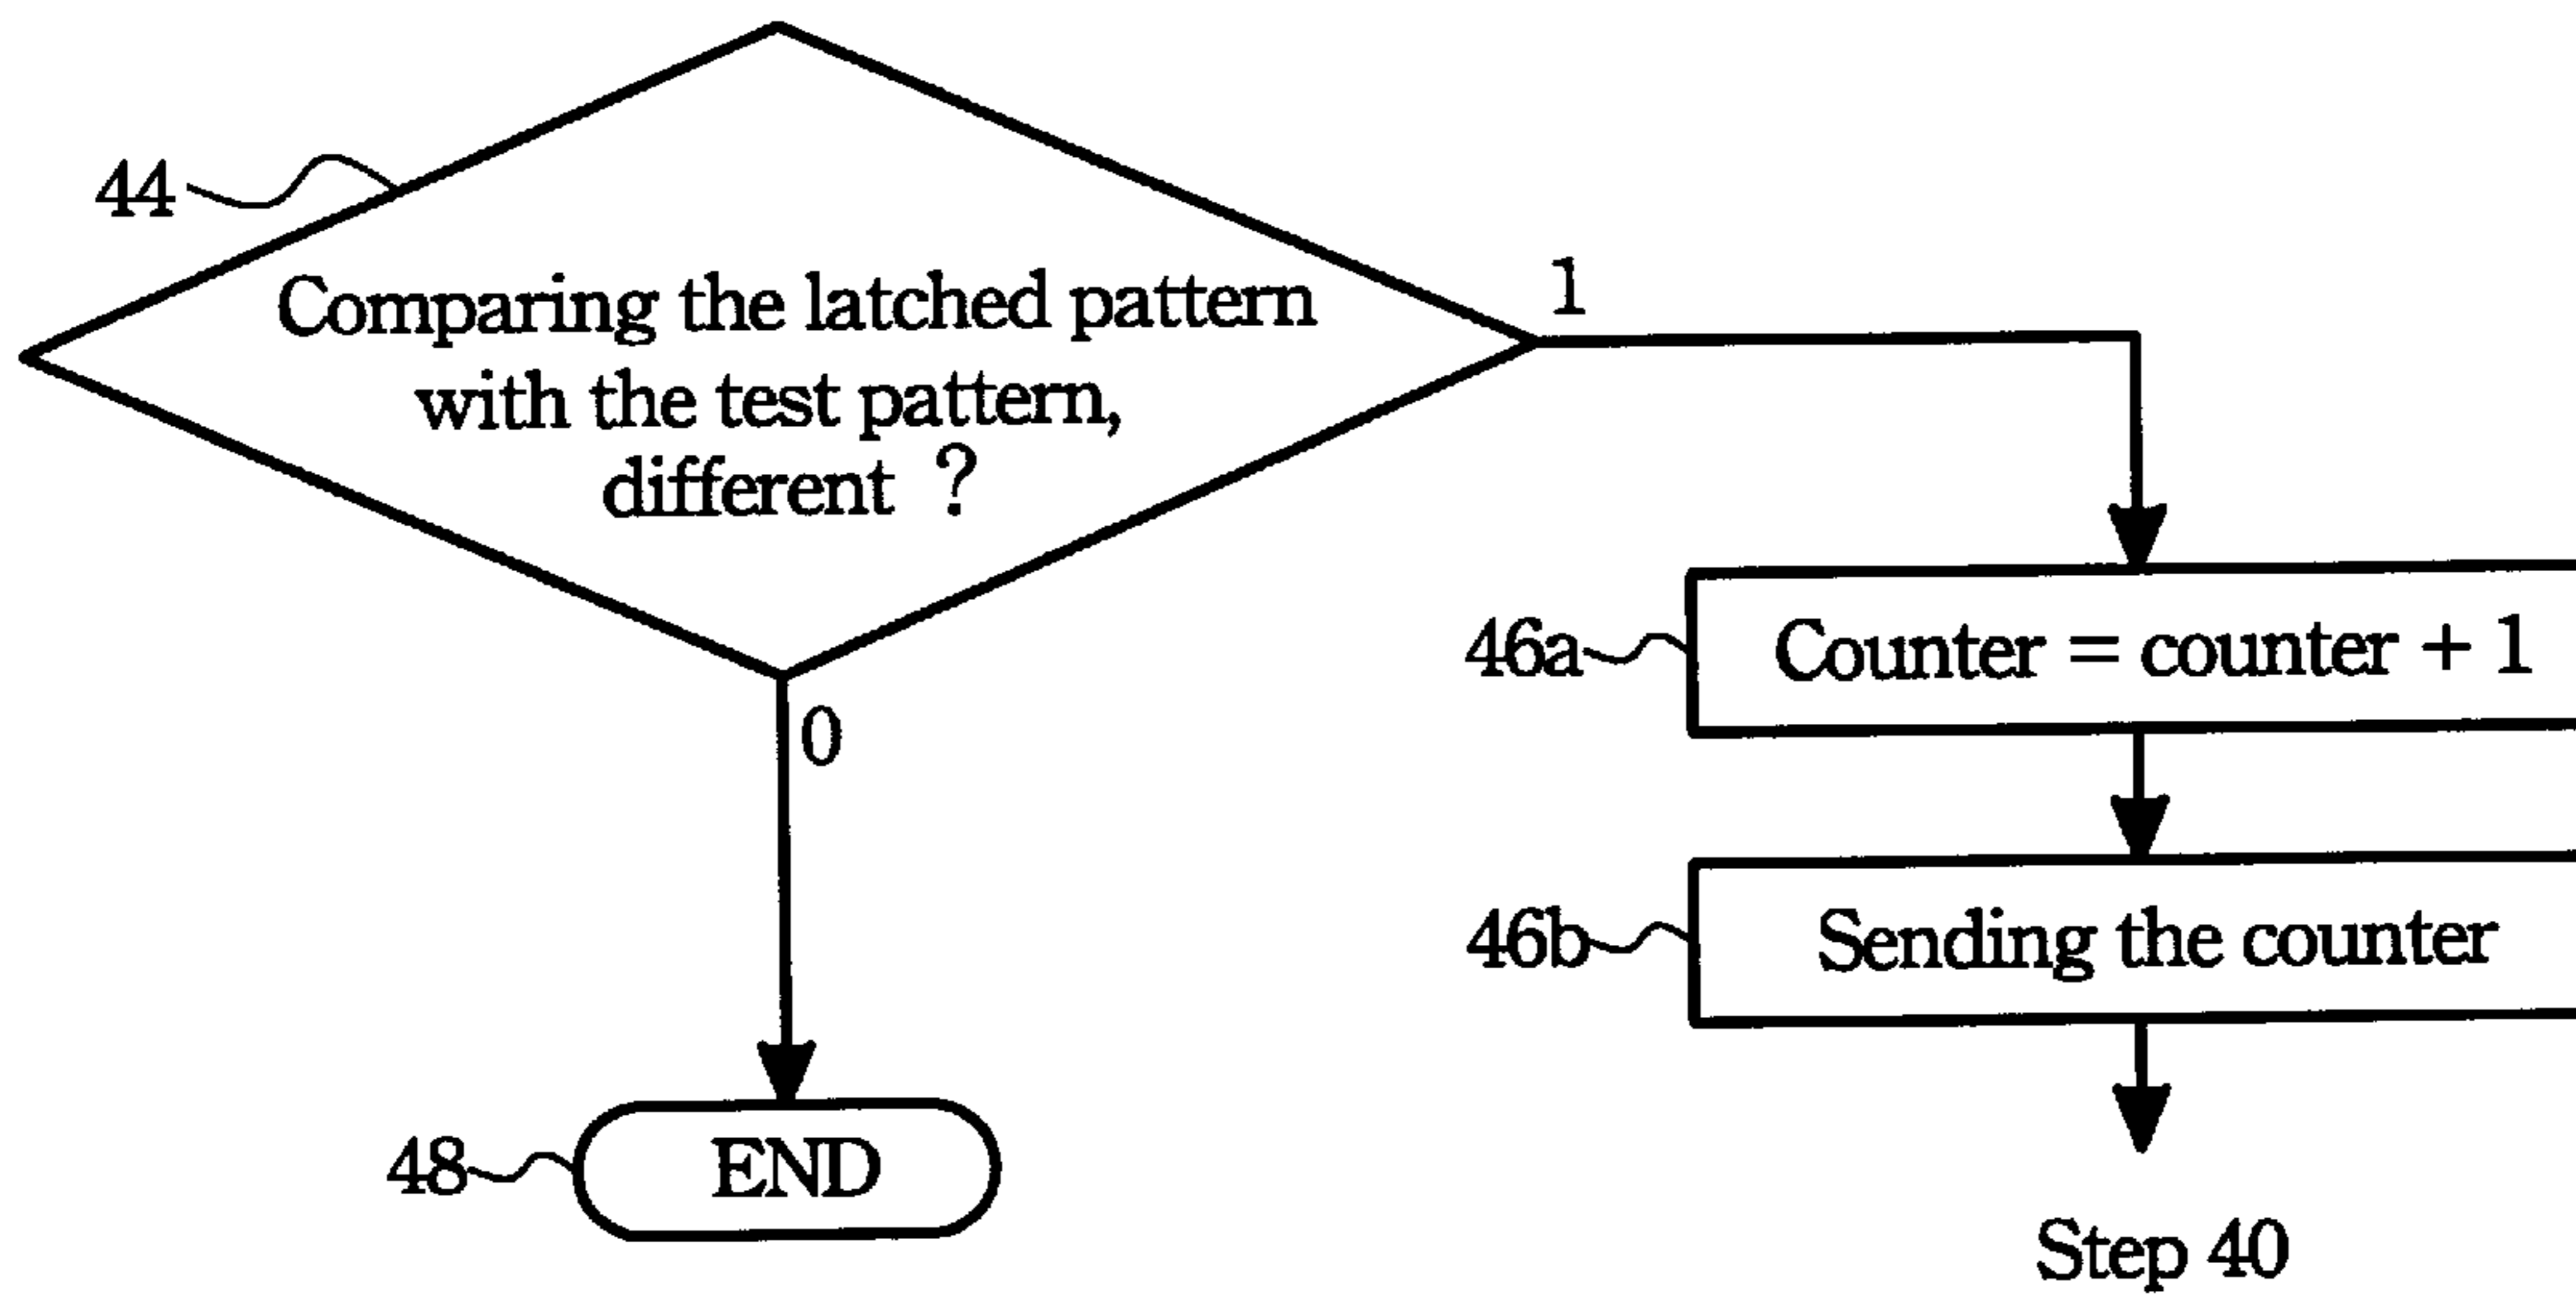 44
Comparing the latched pattern
with the test pattern,
different ?
1
0
46a
Counter = counter + 1
46b
Sending the counter
48
END
Step 40